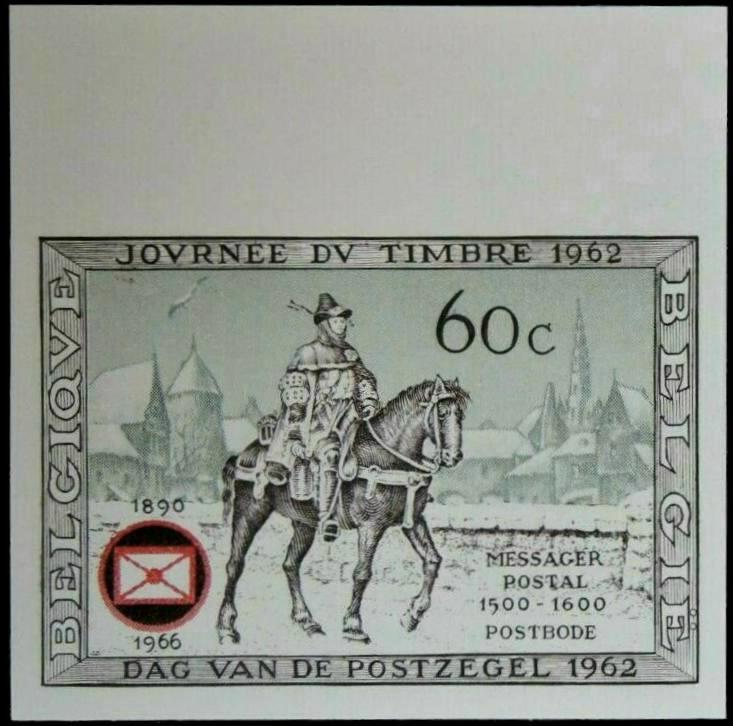 JOVRNEE DV TIMBRE 1962
BELGIQVE
60c
BELGIË
1890
1966
MESSAGER
POSTAL
1500-1600
POSTBODE
DAG VAN DE POSTZEGEL 1962